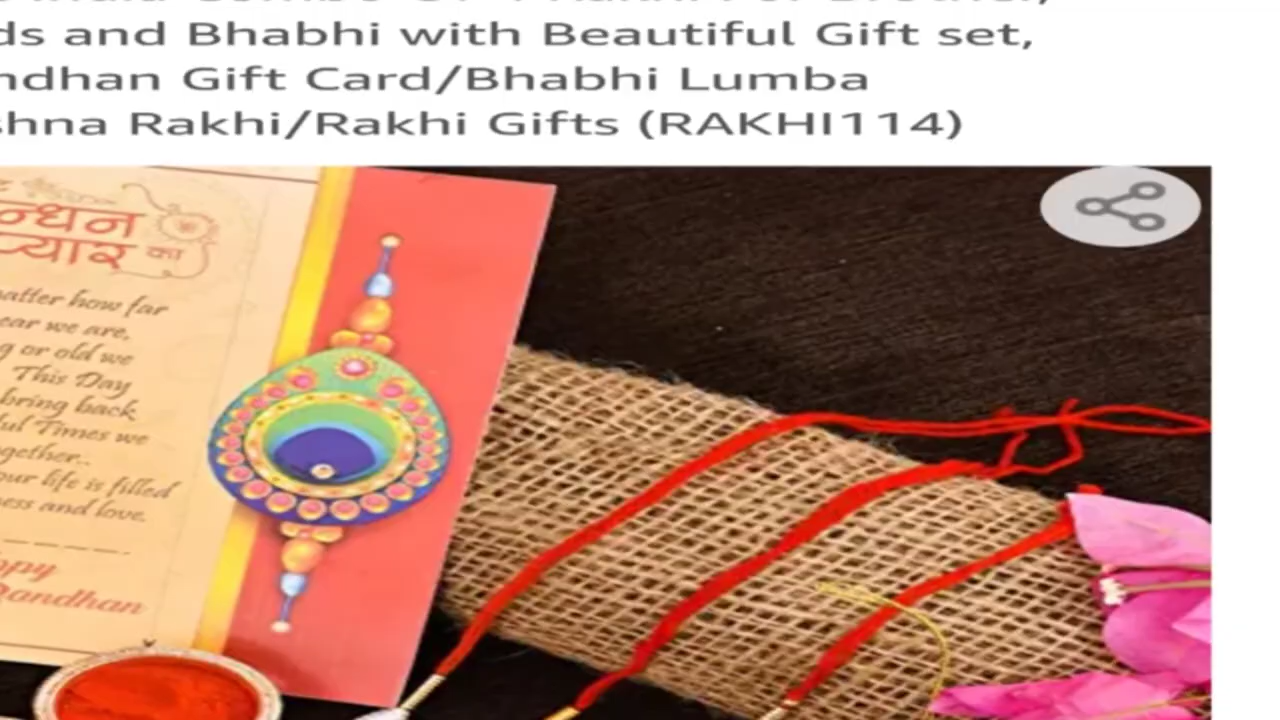 ds and Bhabhi with Beautiful Gift set,
ndhan Gift Card/Bhabhi Lumba
shna Rakhi/Rakhi Gifts (RAKHI114)
न्धन
प्यार का
atter how far
ear we are,
g or old we
This Day
bring back
ful Times we
gether..
our life is filled
ess and love.
ppy
Bandhan